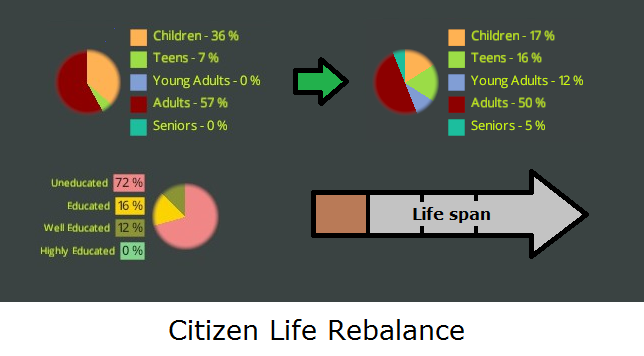 Children - 36 %
Teens - 7 %
Young Adults - 0 %
Adults - 57 %
Seniors - 0 %
Children - 17 %
Teens - 16 %
Young Adults - 12 %
Adults - 50 %
Seniors - 5 %
Uneducated 72 %
Educated 16 %
Well Educated 12 %
Highly Educated 0 %
Life span
Citizen Life Rebalance